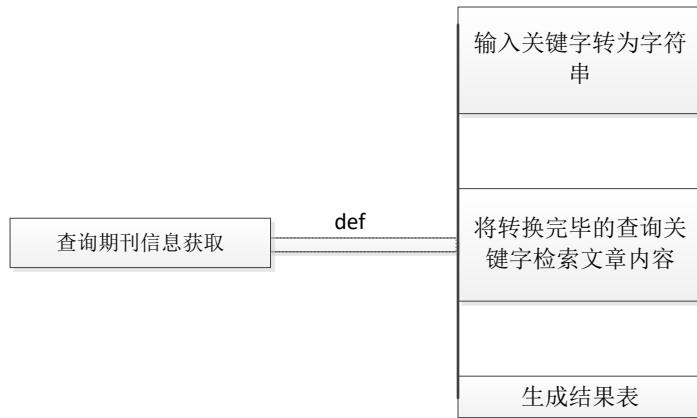 输入关键字转为字符
串
def
查询期刊信息获取
将转换完毕的查询关
键字检索文章内容
生成结果表